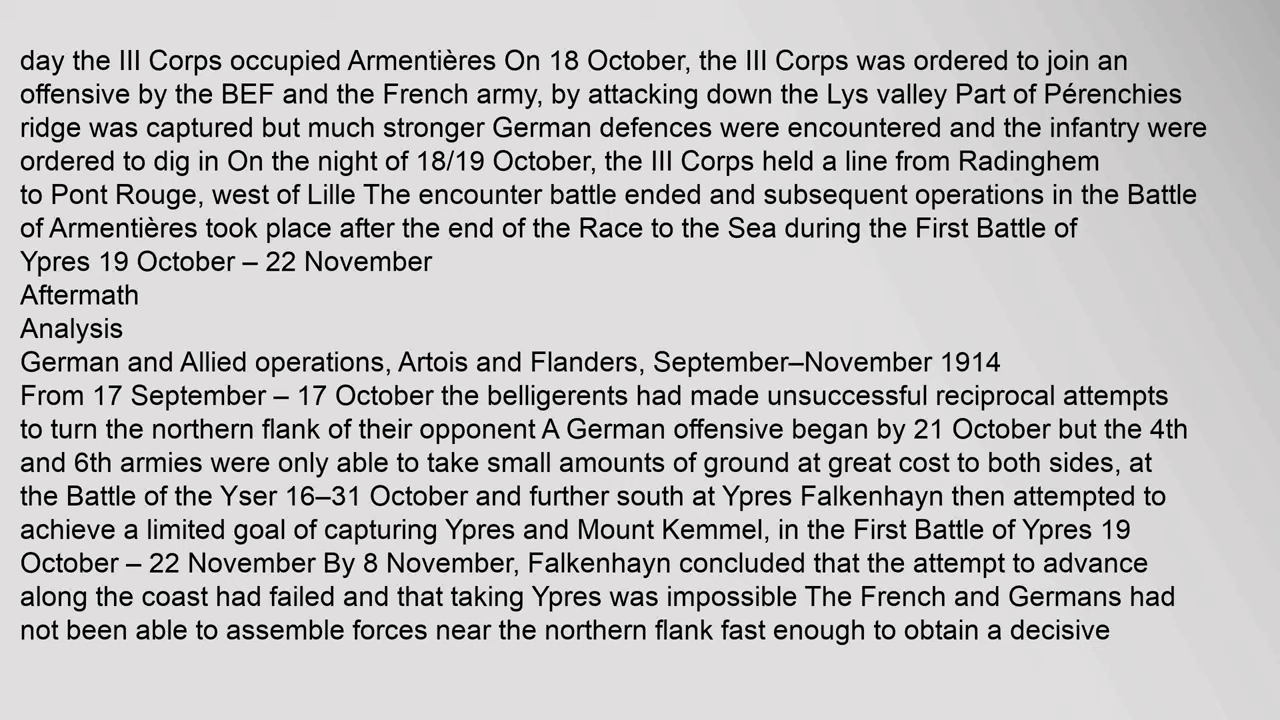 day the III Corps occupied Armentières On 18 October, the III Corps was ordered to join an
offensive by the BEF and the French army, by attacking down the Lys valley Part of Pérenchies
ridge was captured but much stronger German defences were encountered and the infantry were
ordered to dig in On the night of 18/19 October, the III Corps held a line from Radinghem
to Pont Rouge, west of Lille The encounter battle ended and subsequent operations in the Battle
of Armentières took place after the end of the Race to the Sea during the First Battle of
Ypres 19 October – 22 November
Aftermath
Analysis
German and Allied operations, Artois and Flanders, September–November 1914
From 17 September – 17 October the belligerents had made unsuccessful reciprocal attempts
to turn the northern flank of their opponent A German offensive began by 21 October but the 4th
and 6th armies were only able to take small amounts of ground at great cost to both sides, at
the Battle of the Yser 16–31 October and further south at Ypres Falkenhayn then attempted to
achieve a limited goal of capturing Ypres and Mount Kemmel, in the First Battle of Ypres 19
October – 22 November By 8 November, Falkenhayn concluded that the attempt to advance
along the coast had failed and that taking Ypres was impossible The French and Germans had
not been able to assemble forces near the northern flank fast enough to obtain a decisive